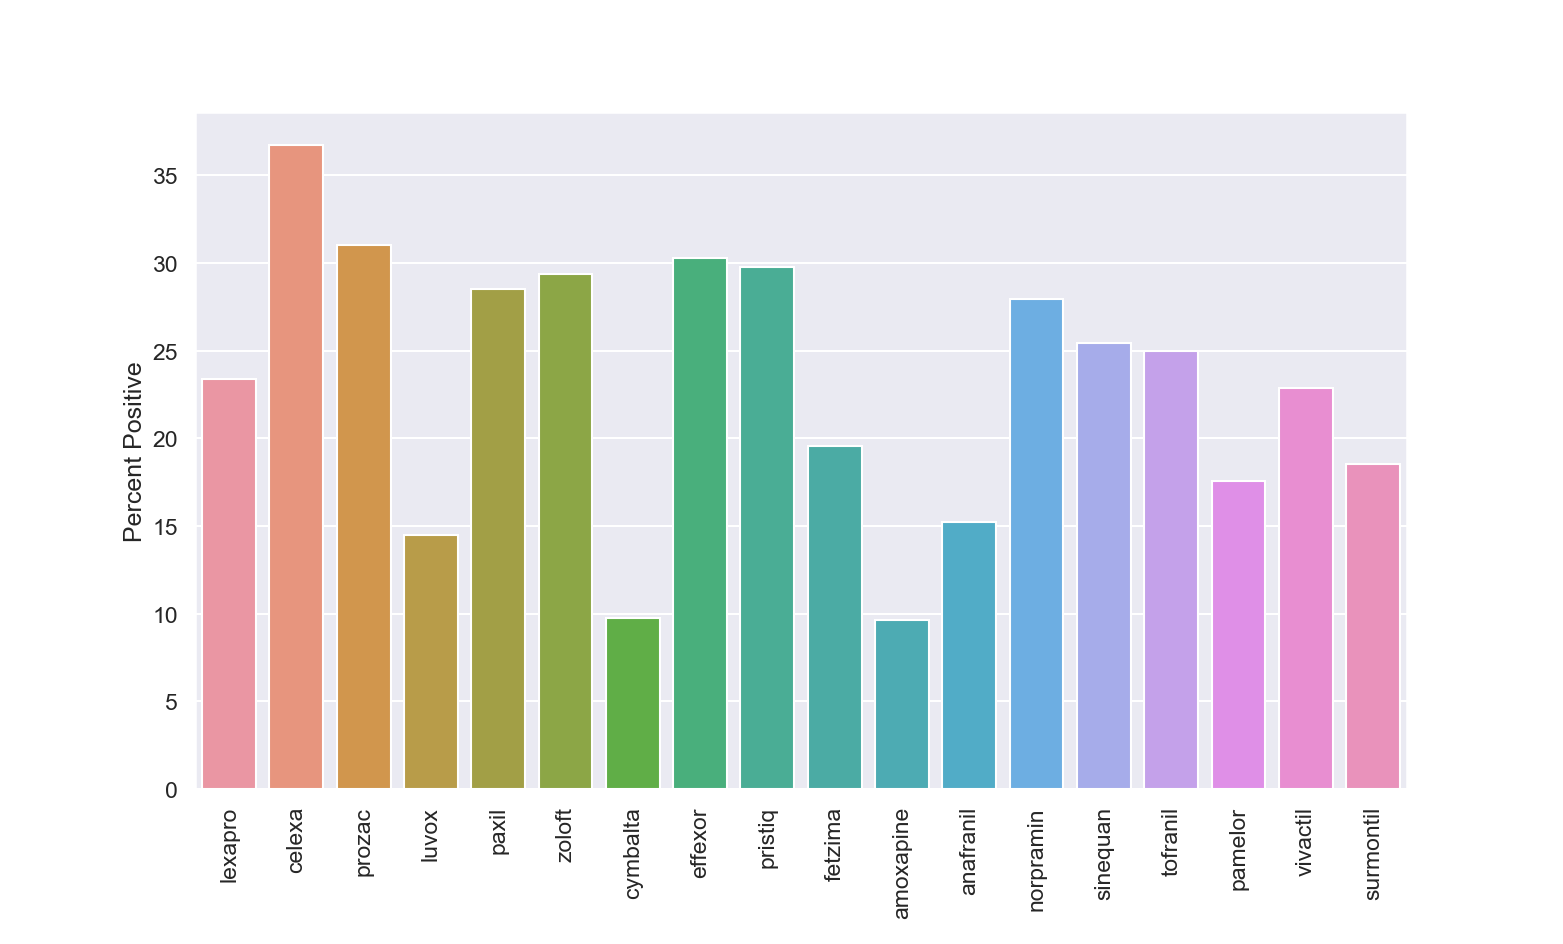 Percent Positive
35
30
25
20
15
10
5
0
lexapro
celexa
prozac
luvox
paxil
zoloft
cymbalta
effexor
pristiq
fetzima
amoxapine
anafranil
norpramin
sinequan
tofranil
pamelor
vivactil
surmontil